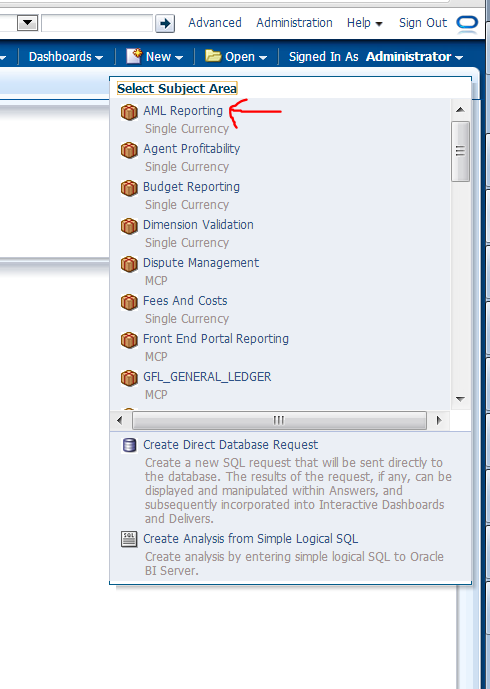 Advanced Administration Help Sign Out
Dashboards New Open Signed In As Administrator
Select Subject Area
AML Reporting
Single Currency
Agent Profitability
Single Currency
Budget Reporting
Single Currency
Dimension Validation
Single Currency
Dispute Management
MCP
Fees And Costs
Single Currency
Front End Portal Reporting
MCP
GFL_GENERAL_LEDGER
MCP
Create Direct Database Request
Create a new SQL request that will be sent directly to
the database. The results of the request, if any, can be
displayed and manipulated within Answers, and
subsequently incorporated into Interactive Dashboards
and Delivers.
SQL
Create Analysis from Simple Logical SQL
Create analysis by entering simple logical SQL to Oracle
BI Server.